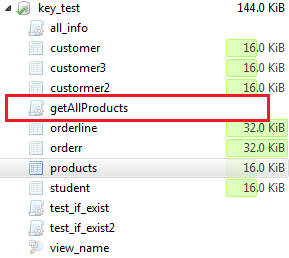 key_test 144.0 KiB
all_info
customer 16.0 KiB
customer3 16.0 KiB
custormer2 16.0 KiB
getAllProducts
orderline 32.0 KiB
orderr 32.0 KiB
products 16.0 KiB
student 16.0 KiB
test_if_exist
test_if_exist2
view_name